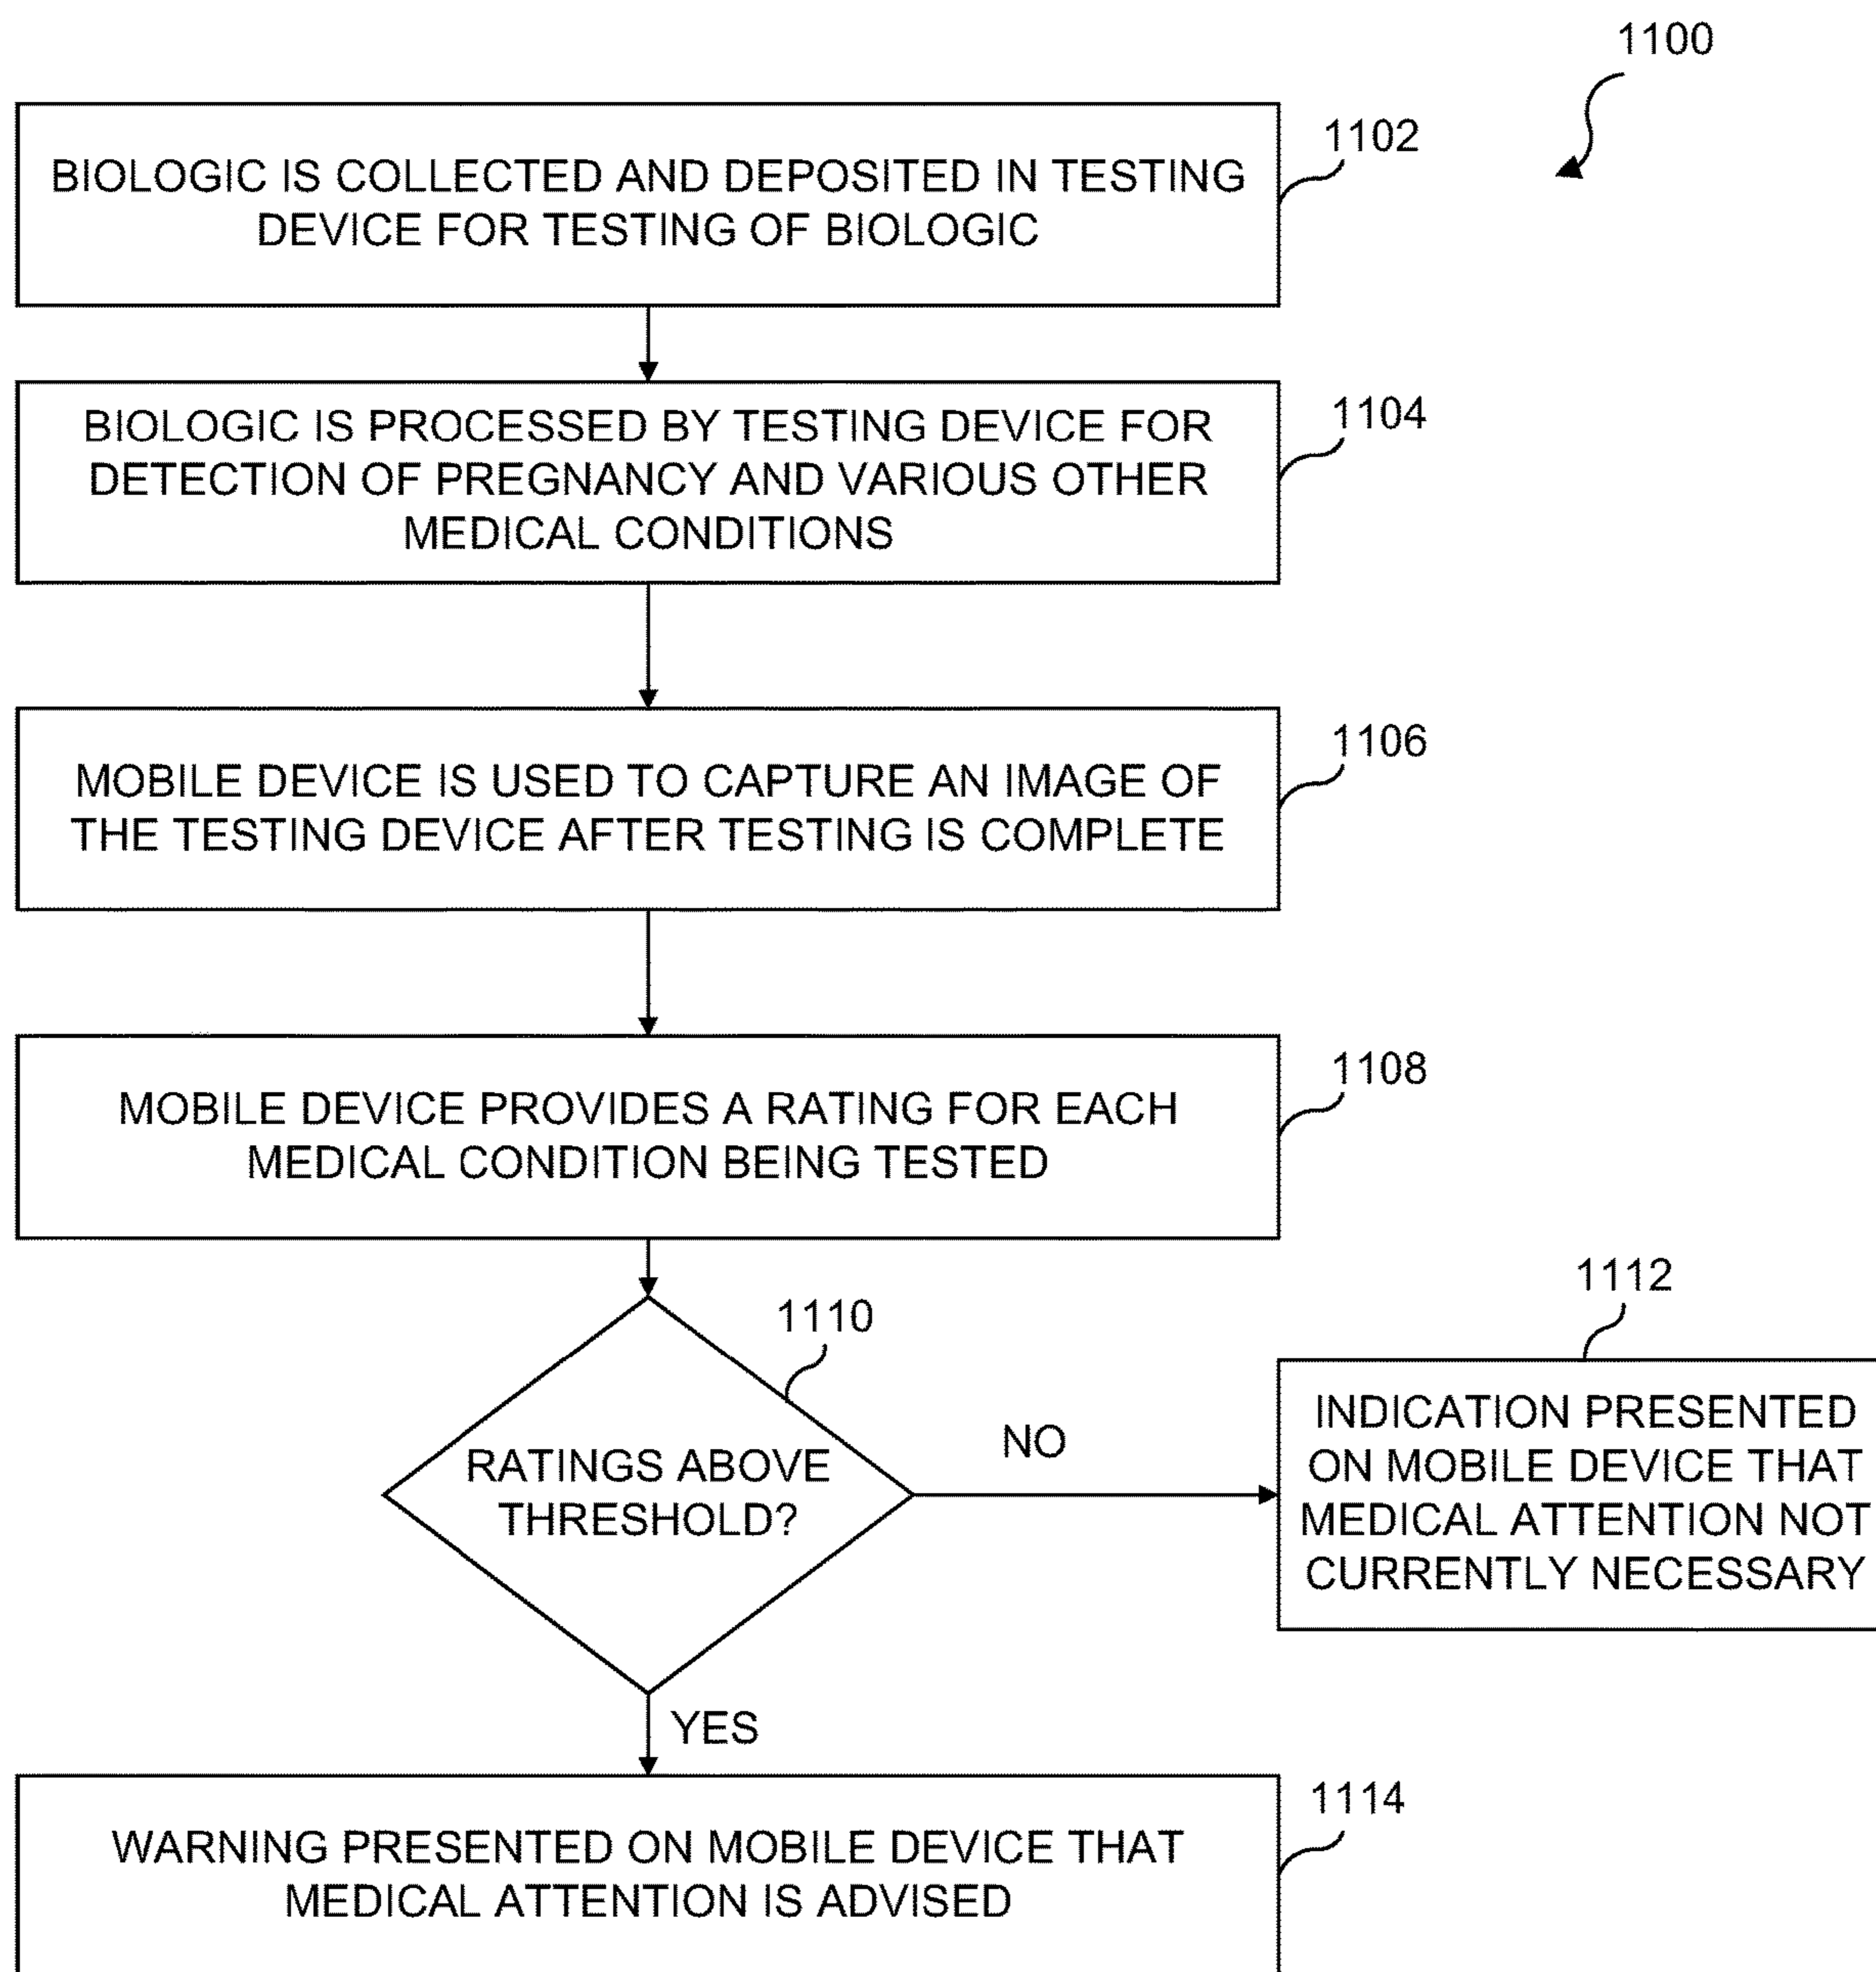 1100
BIOLOGIC IS COLLECTED AND DEPOSITED IN TESTING
DEVICE FOR TESTING OF BIOLOGIC
1102
BIOLOGIC IS PROCESSED BY TESTING DEVICE FOR
DETECTION OF PREGNANCY AND VARIOUS OTHER
MEDICAL CONDITIONS
1104
MOBILE DEVICE IS USED TO CAPTURE AN IMAGE OF
THE TESTING DEVICE AFTER TESTING IS COMPLETE
1106
MOBILE DEVICE PROVIDES A RATING FOR EACH
MEDICAL CONDITION BEING TESTED
1108
RATINGS ABOVE
THRESHOLD?
1110
NO
1112
INDICATION PRESENTED
ON MOBILE DEVICE THAT
MEDICAL ATTENTION NOT
CURRENTLY NECESSARY
YES
WARNING PRESENTED ON MOBILE DEVICE THAT
MEDICAL ATTENTION IS ADVISED
1114